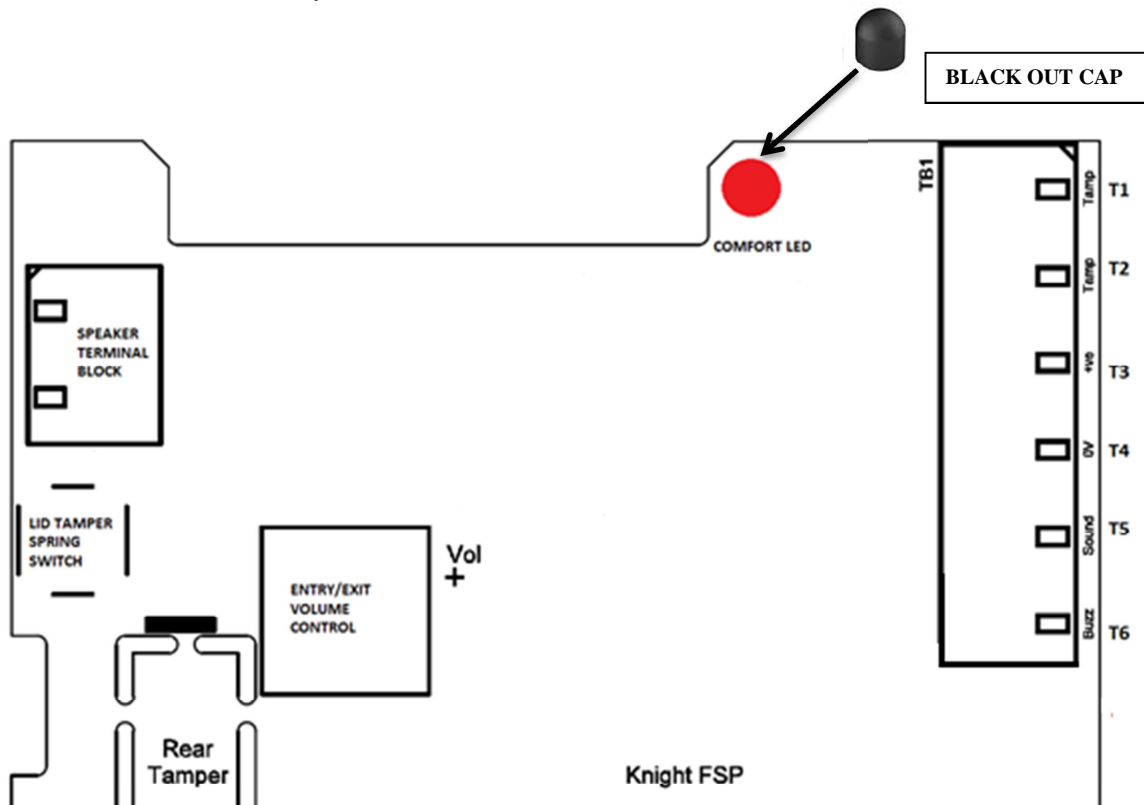 BLACK OUT CAP
TB1
Tamp T1
COMFORT LED
Tamp T2
SPEAKER
TERMINAL
BLOCK
+ve T3
0V T4
LID TAMPER
SPRING
SWITCH
Sound T5
Vol
+
ENTRY/EXIT
VOLUME
CONTROL
Buzz T6
Rear
Tamper
Knight FSP